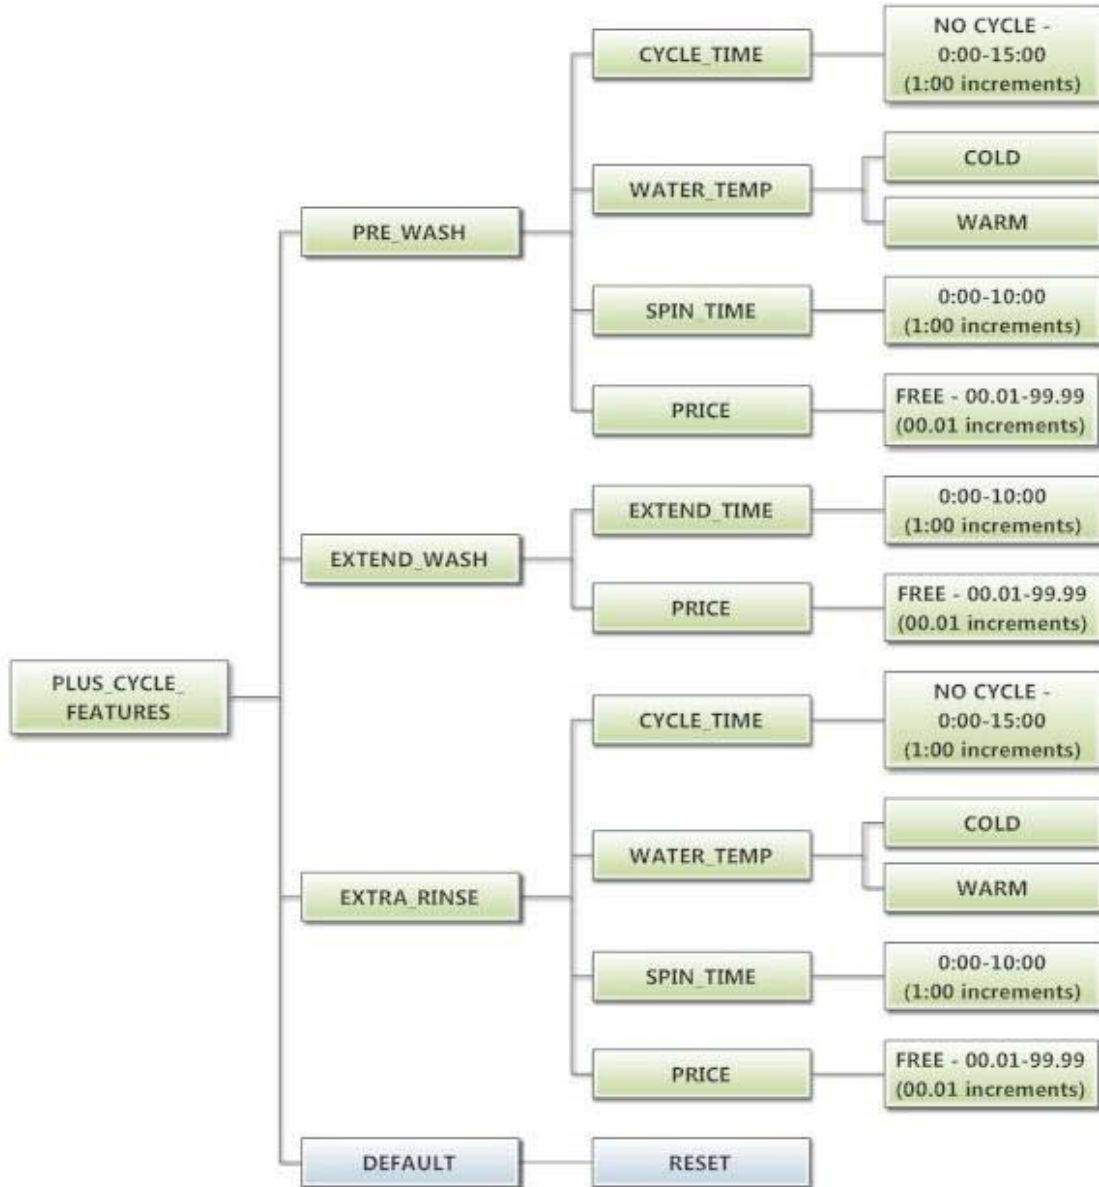 PLUS_CYCLE_
FEATURES
PRE_WASH
CYCLE_TIME
NO CYCLE -
0:00-15:00
(1:00 increments)
WATER_TEMP
COLD
WARM
SPIN_TIME
0:00-10:00
(1:00 increments)
PRICE
FREE - 00.01-99.99
(00.01 increments)
EXTEND_WASH
EXTEND_TIME
0:00-10:00
(1:00 increments)
PRICE
FREE - 00.01-99.99
(00.01 increments)
EXTRA_RINSE
CYCLE_TIME
NO CYCLE -
0:00-15:00
(1:00 increments)
WATER_TEMP
COLD
WARM
SPIN_TIME
0:00-10:00
(1:00 increments)
PRICE
FREE - 00.01-99.99
(00.01 increments)
DEFAULT
RESET